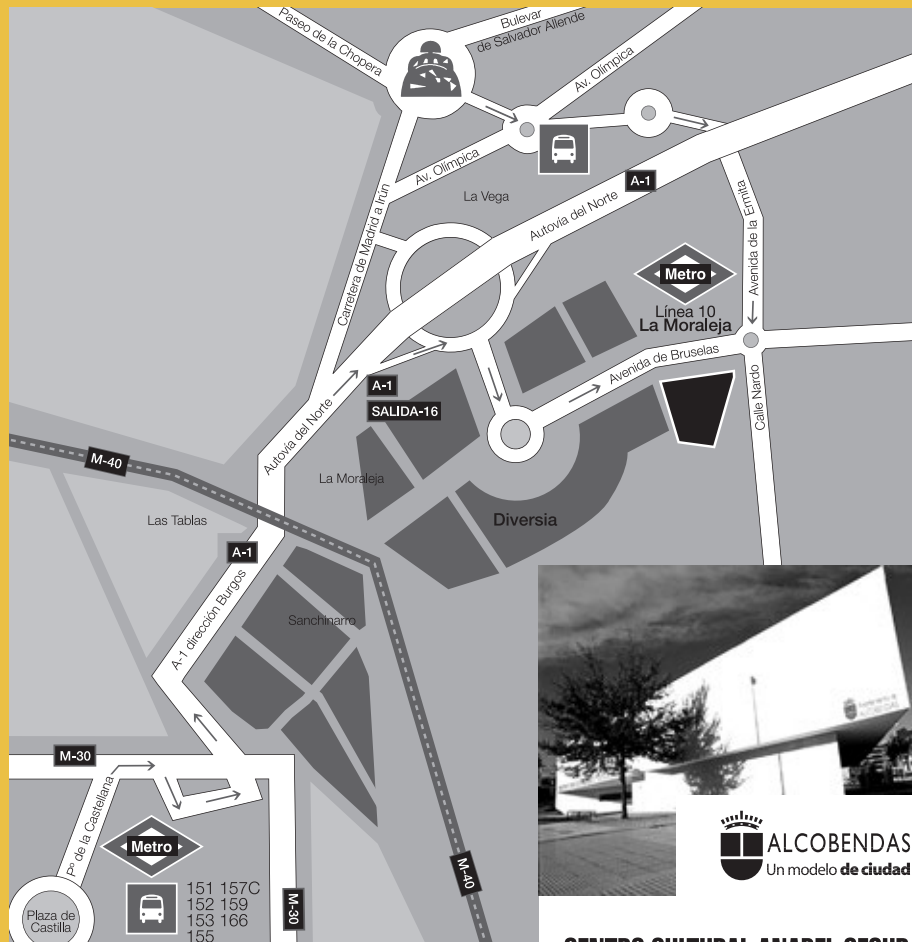 Paseo de la Chopera
Bulevar
de Salvador Allende
Av. Olímpica
Av. Olímpica
La Vega
A-1
Autovía del Norte
Carretera de Madrid a Irún
Avenida de la Ermita
Metro
Línea 10
La Moraleja
Avenida de Bruselas
A-1
SALIDA-16
Calle Nardo
Autovía del Norte
M-40
La Moraleja
Las Tablas
Diversia
A-1
A-1 dirección Burgos
Sanchinarro
M-30
Pº de la Castellana
Metro
151 157C
152 159
153 166
155
Plaza de
Castilla
M-30
M-40
ALCOBENDAS
Un modelo de ciudad
CENTRO CULTURAL ANABEL